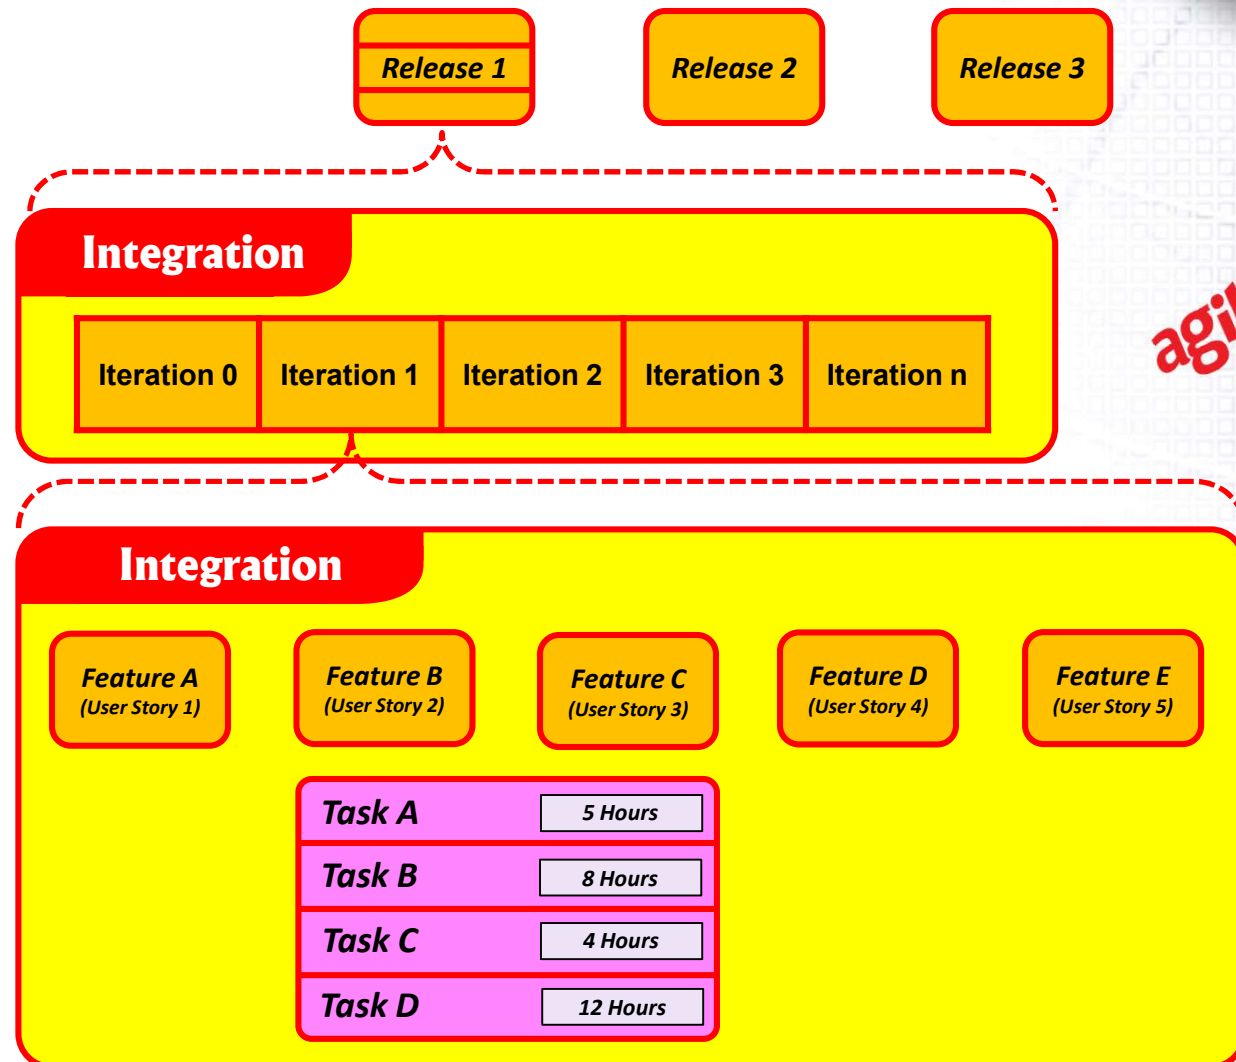 Release 1
Release 2
Release 3
Integration
Iteration 0
Iteration 1
Iteration 2
Iteration 3
Iteration n
Integration
Feature A
(User Story 1)
Feature B
(User Story 2)
Feature C
(User Story 3)
Feature D
(User Story 4)
Feature E
(User Story 5)
Task A
5 Hours
Task B
8 Hours
Task C
4 Hours
Task D
12 Hours